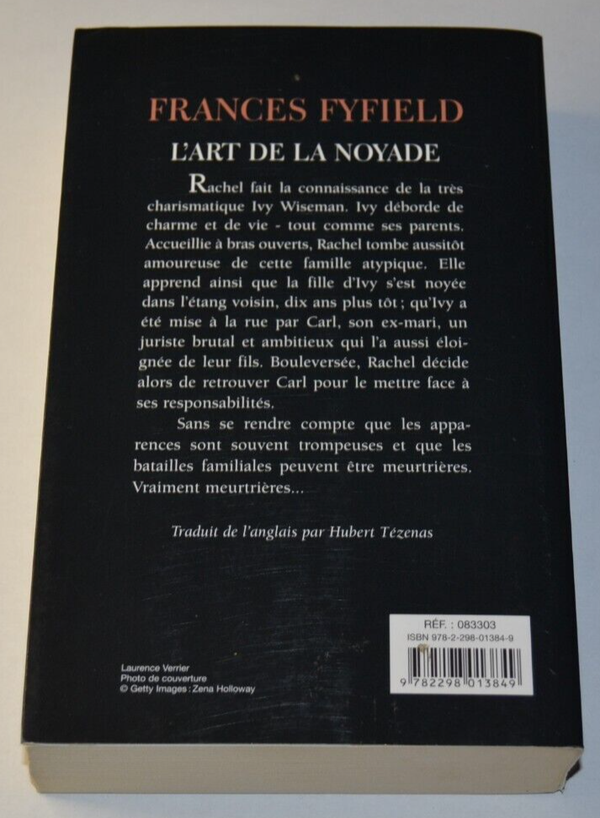 FRANCES FYFIELD
L'ART DE LA NOYADE
Rachel fait la connaissance de la très
charismatique Ivy Wiseman. Ivy déborde de
charme et de vie - tout comme ses parents.
Accueillie à bras ouverts, Rachel tombe aussitôt
amoureuse de cette famille atypique. Elle
apprend ainsi que la fille d'Ivy s'est noyée
dans l'étang voisin, dix ans plus tôt ; qu'Ivy a
été mise à la rue par Carl, son ex-mari, un
juriste brutal et ambitieux qui l'a aussi éloi-
gnée de leur fils. Bouleversée, Rachel décide
alors de retrouver Carl pour le mettre face à
ses responsabilités.
Sans se rendre compte que les appa-
rences sont souvent trompeuses et que les
batailles familiales peuvent être meurtrières.
Vraiment meurtrières...
Traduit de l'anglais par Hubert Tézenas
RÉF. : 083303
ISBN 978-2-298-01384-9
9 782298 013849
Laurence Verrier
Photo de couverture
© Getty Images : Zena Holloway